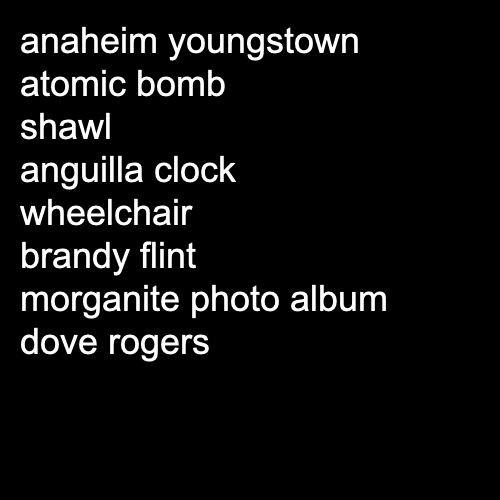 anaheim youngstown
atomic bomb
shawl
anguilla clock
wheelchair
brandy flint
morganite photo album
dove rogers